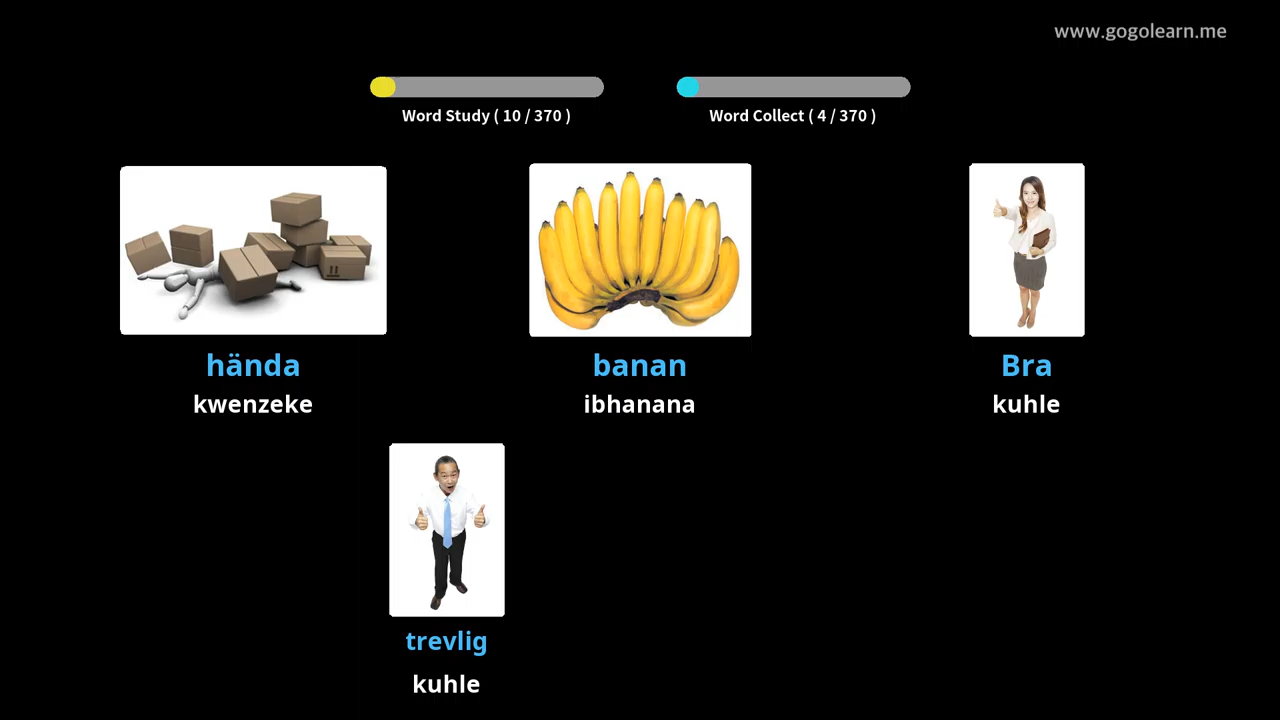 www.gogolearn.me
Word Study ( 10 / 370 )
Word Collect ( 4 / 370 )
hända
kwenzeke
banan
ibhanana
Bra
kuhle
trevlig
kuhle